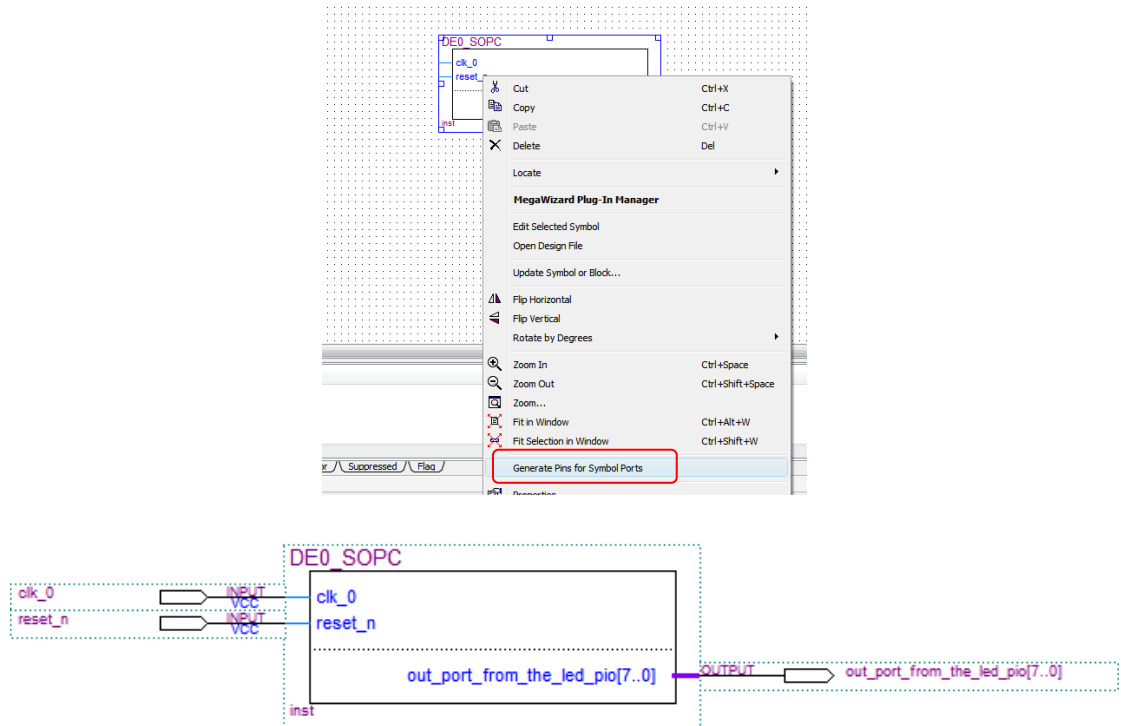 DE0_SOPC
clk_0
reset_
inst
Cut Ctrl+X
Copy Ctrl+C
Paste Ctrl+V
Delete Del
Locate
MegaWizard Plug-In Manager
Edit Selected Symbol
Open Design File
Update Symbol or Block...
Flip Horizontal
Flip Vertical
Rotate by Degrees
Zoom In Ctrl+Space
Zoom Out Ctrl+Shift+Space
Zoom...
Fit in Window Ctrl+Alt+W
Fit Selection in Window Ctrl+Shift+W
Suppressed Flag
Generate Pins for Symbol Ports
Properties
DE0_SOPC
clk_0 INPUT VCC clk_0
reset_n INPUT VCC reset_n
out_port_from_the_led_pio[7..0] OUTPUT out_port_from_the_led_pio[7..0]
inst